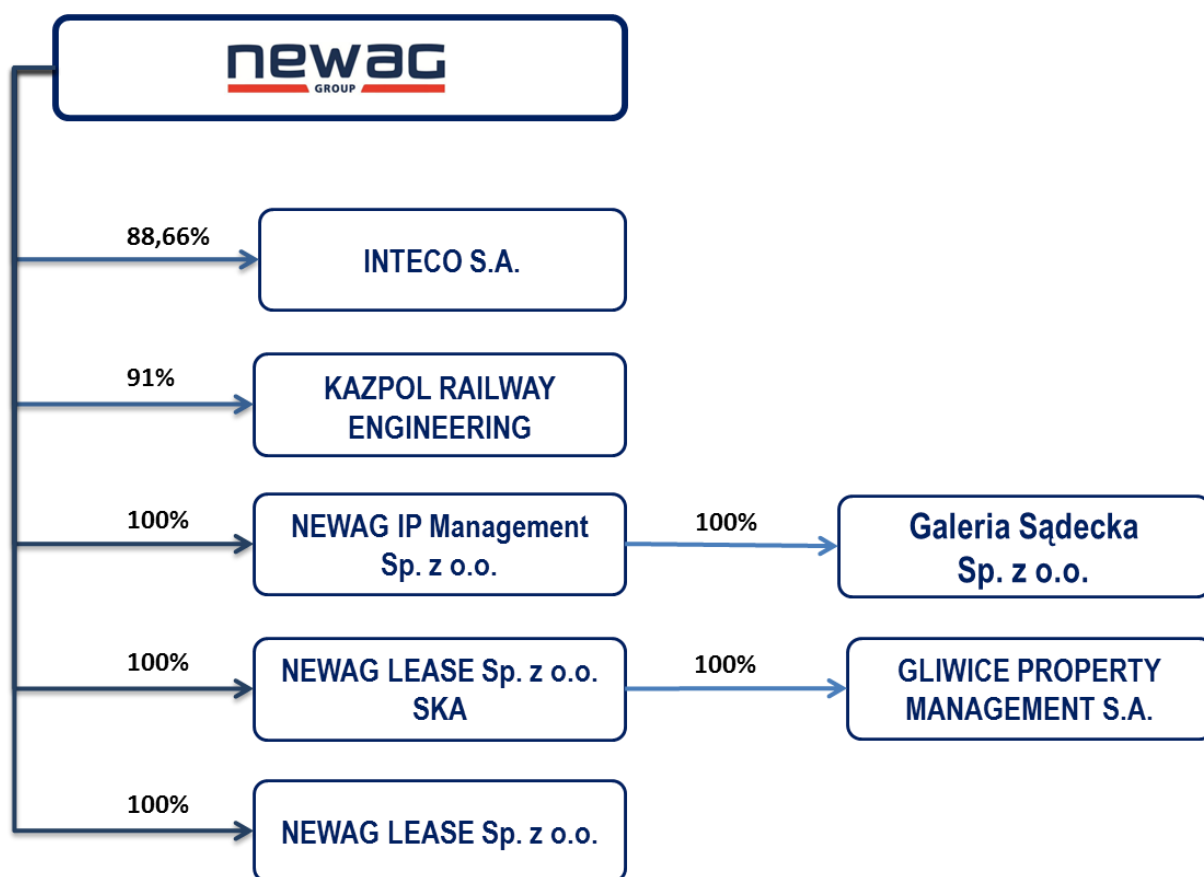 newag
GROUP
88,66%
INTECO S.A.
91%
KAZPOL RAILWAY
ENGINEERING
100%
NEWAG IP Management
Sp. z o.o.
100%
Galeria Sądecka
Sp. z o.o.
100%
NEWAG LEASE Sp. z o.o.
SKA
100%
GLIWICE PROPERTY
MANAGEMENT S.A.
100%
NEWAG LEASE Sp. z o.o.